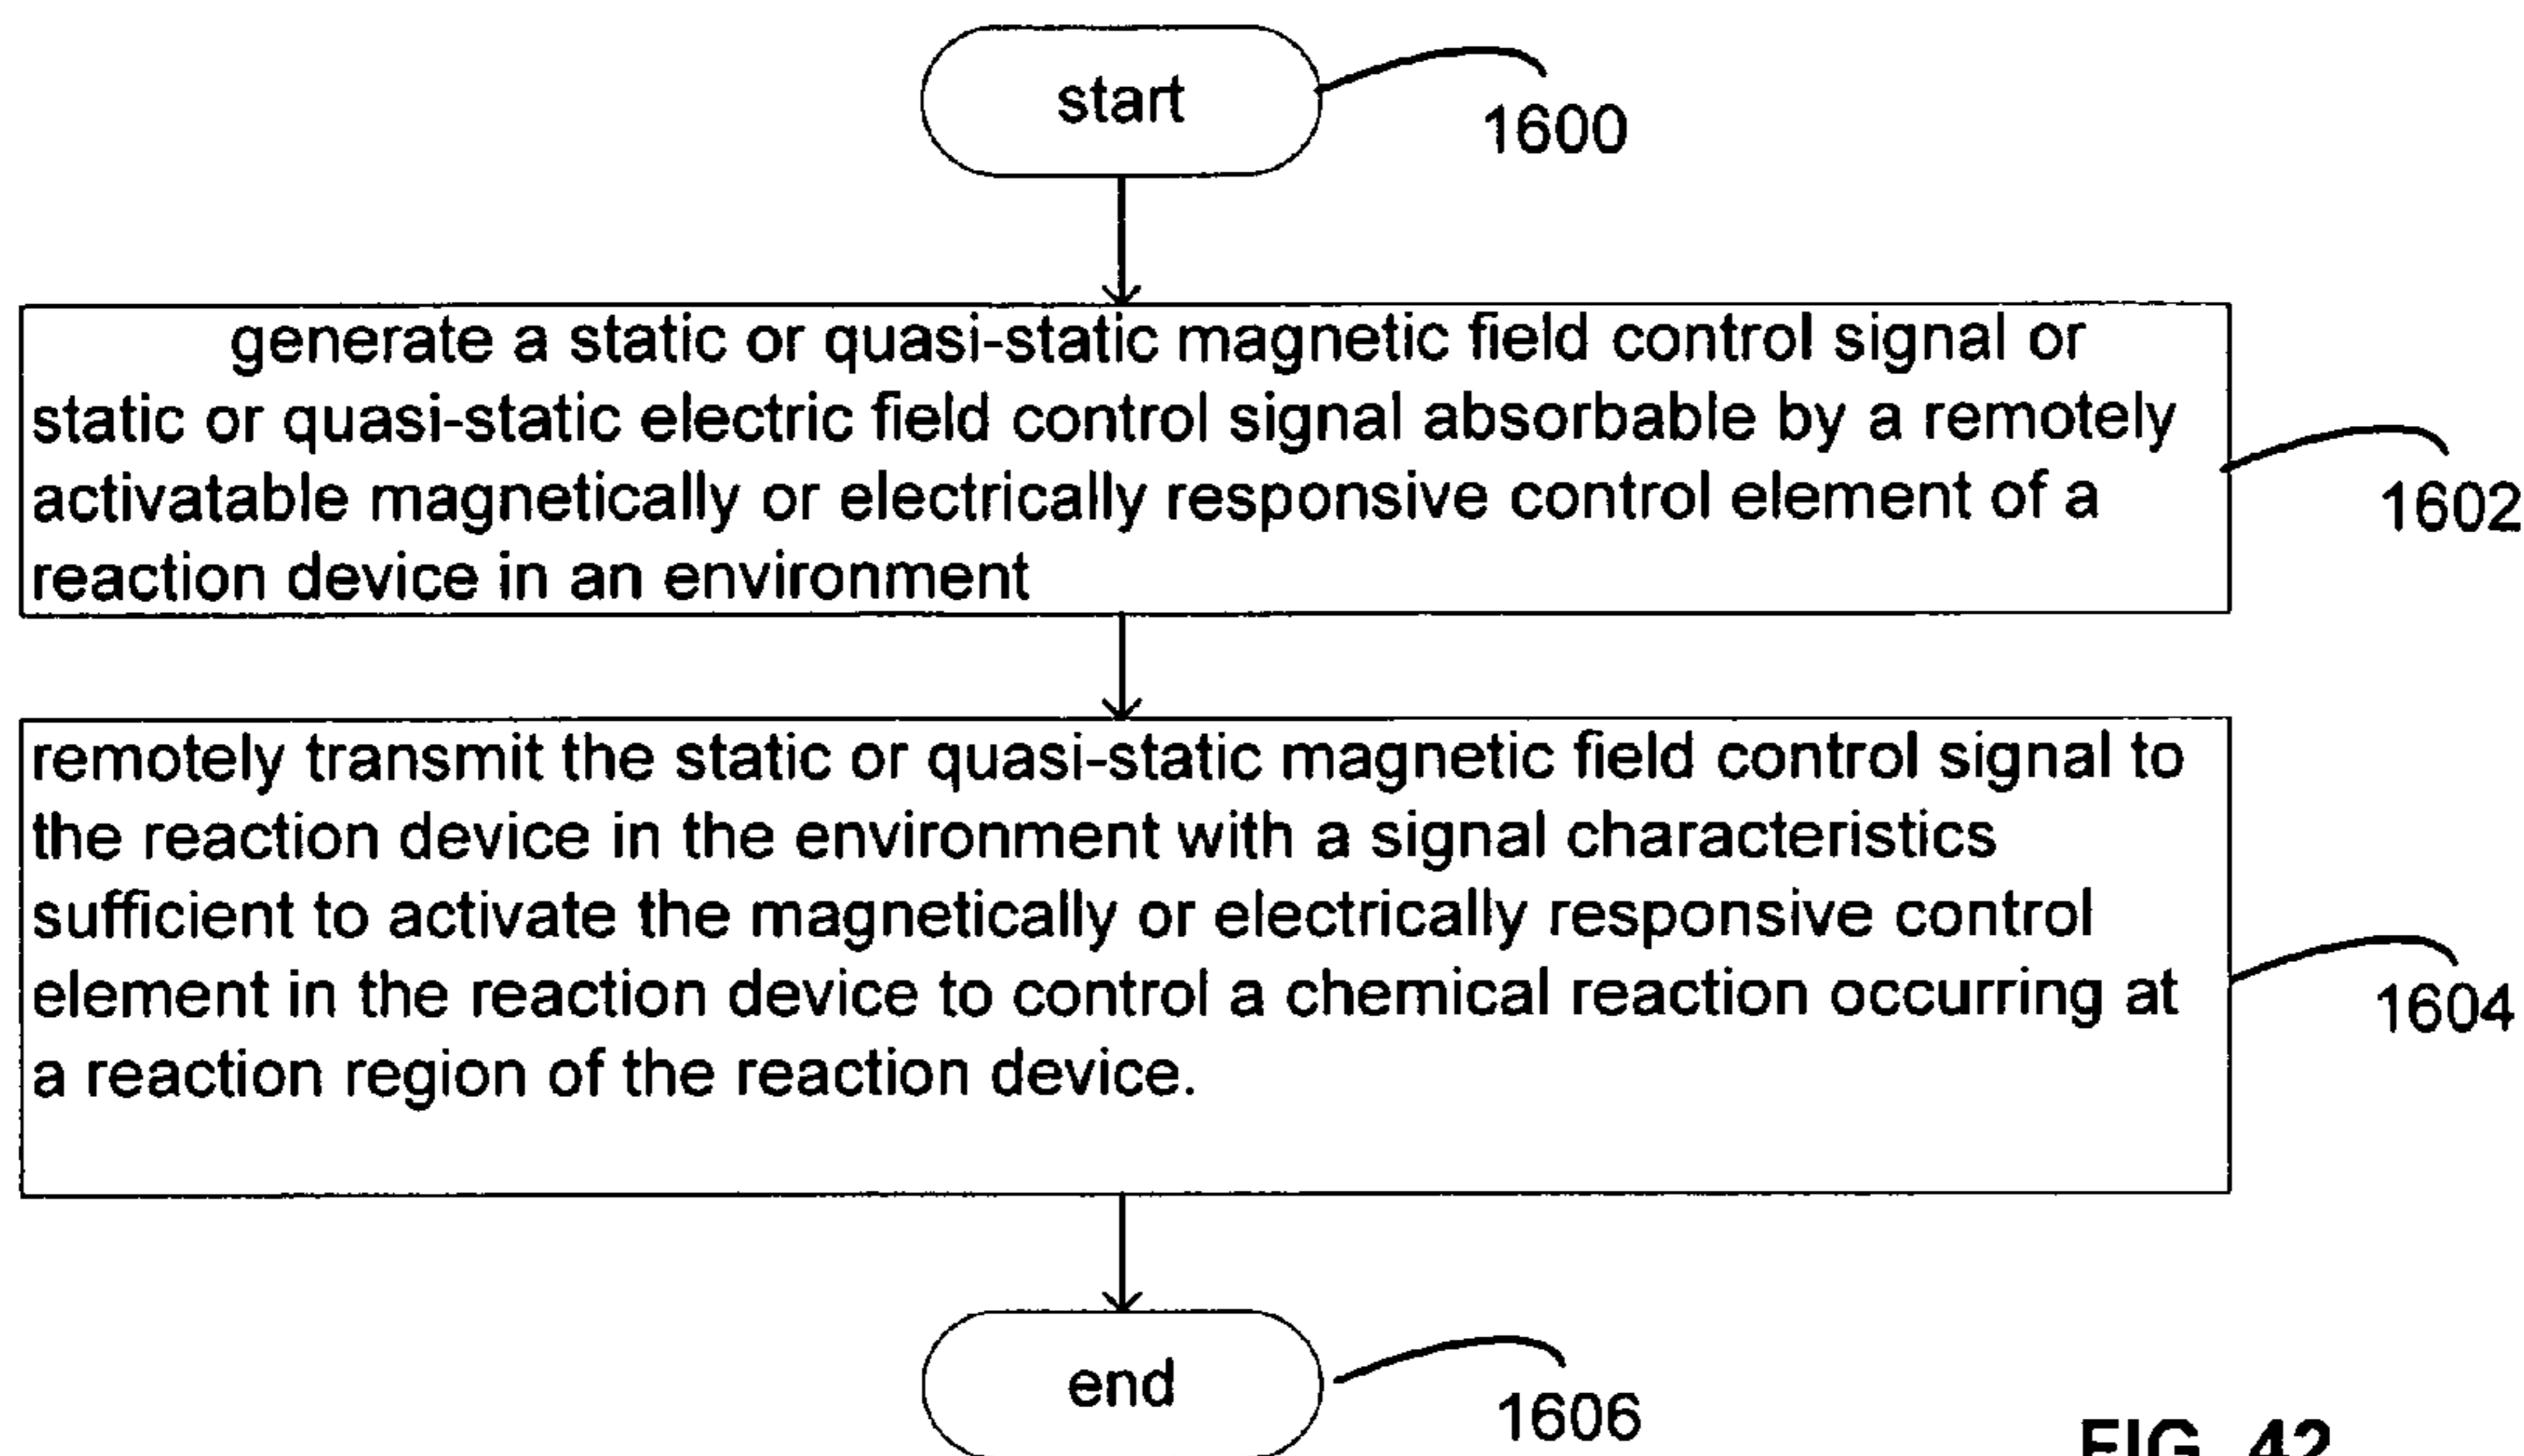 start
1600
generate a static or quasi-static magnetic field control signal or
static or quasi-static electric field control signal absorbable by a remotely
activatable magnetically or electrically responsive control element of a
reaction device in an environment
1602
remotely transmit the static or quasi-static magnetic field control signal to
the reaction device in the environment with a signal characteristics
sufficient to activate the magnetically or electrically responsive control
element in the reaction device to control a chemical reaction occurring at
a reaction region of the reaction device.
1604
end
1606
FIG. 42